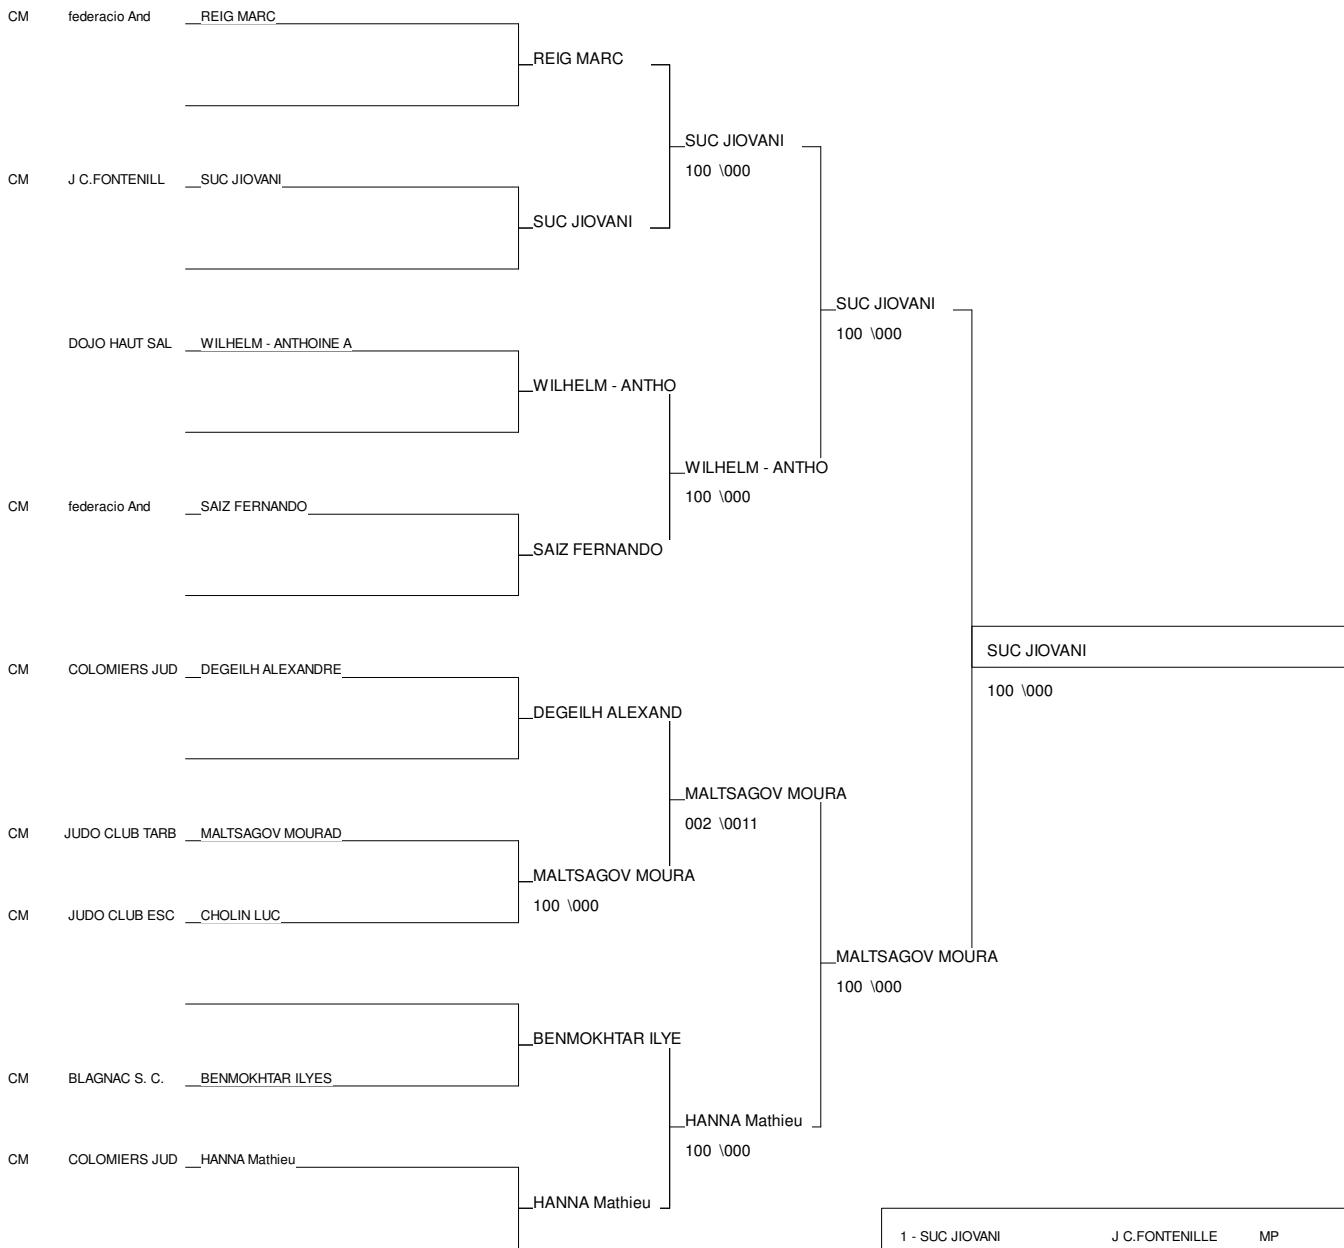 CM federacio And REIG MARC
REIG MARC
SUC JIOVANI
100 \000
CM J C.FONTENILL SUC JIOVANI
SUC JIOVANI
SUC JIOVANI
100 \000
DOJO HAUT SAL WILHELM - ANTHOINE A
WILHELM - ANTHO
WILHELM - ANTHO
100 \000
CM federacio And SAIZ FERNANDO
SAIZ FERNANDO
SUC JIOVANI
100 \000
CM COLOMIERS JUD DEGEILH ALEXANDRE
DEGEILH ALEXAND
MALTSAGOV MOURA
002 \0011
CM JUDO CLUB TARB MALTSAGOV MOURAD
MALTSAGOV MOURA
100 \000
CM JUDO CLUB ESC CHOLIN LUC
MALTSAGOV MOURA
100 \000
BENMOKHTAR ILYE
CM BLAGNAC S. C. BENMOKHTAR ILYES
HANNA Mathieu
100 \000
CM COLOMIERS JUD HANNA Mathieu
HANNA Mathieu
1 - SUC JIOVANI J C.FONTENILLE MP